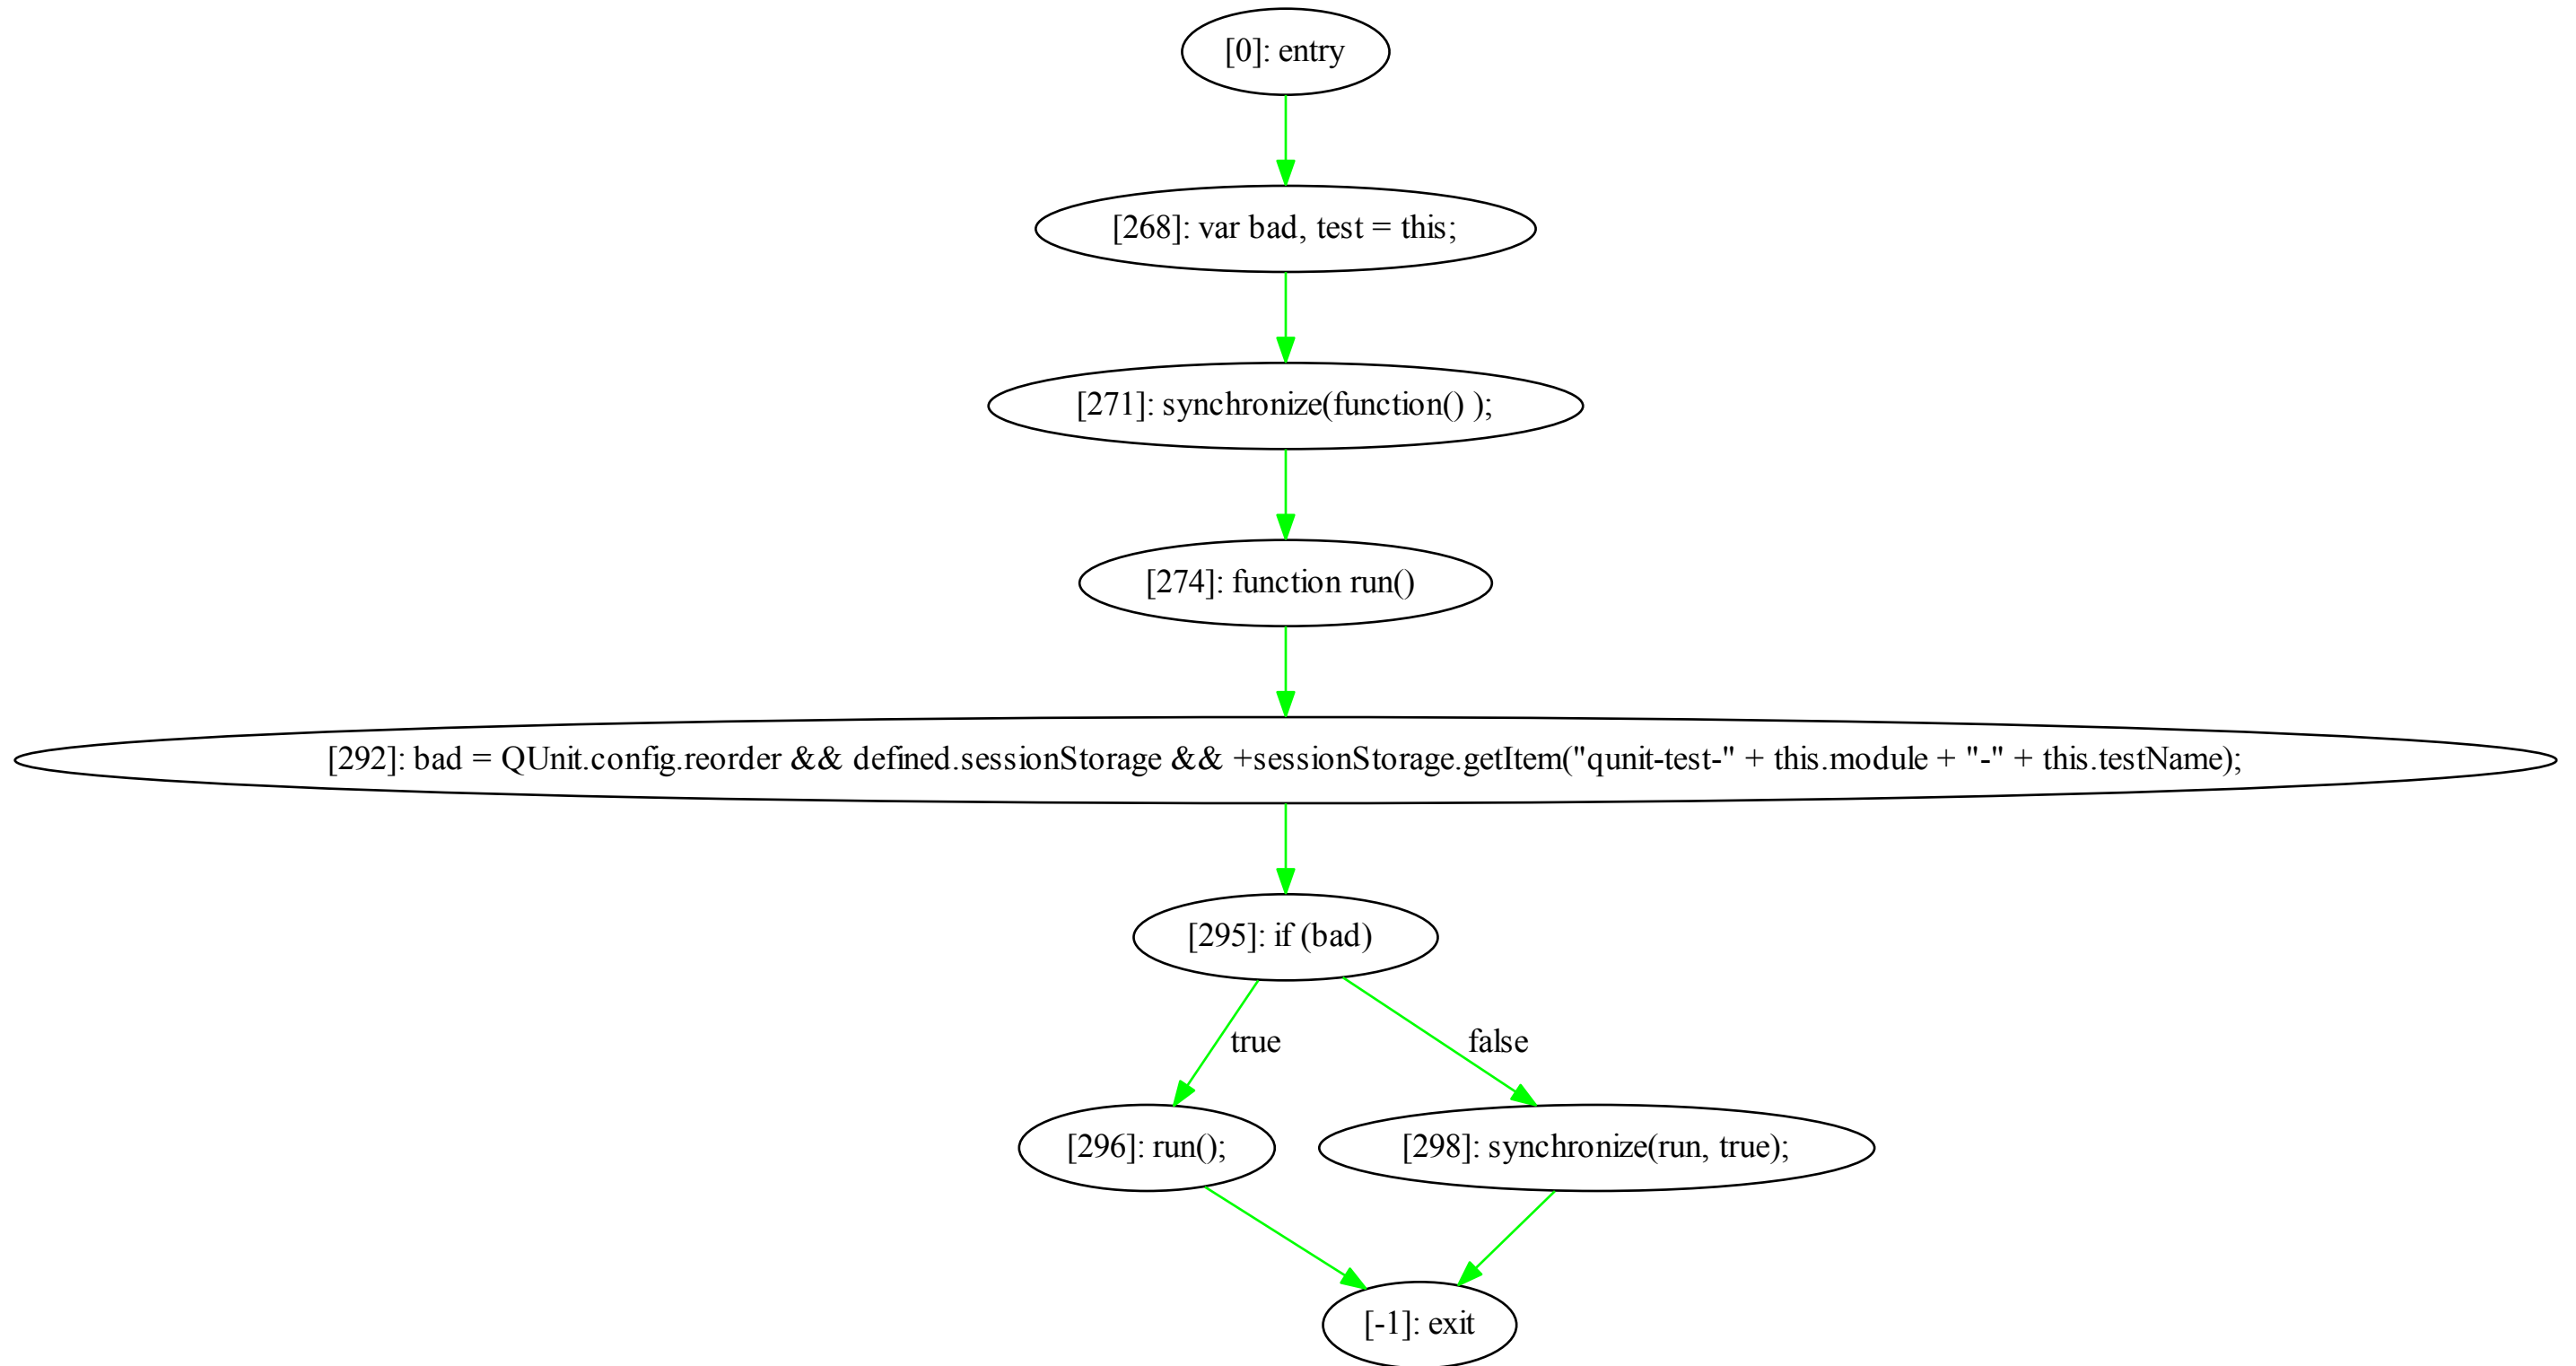 [0]: entry
[268]: var bad, test = this;
[271]: synchronize(function() );
[274]: function run()
[292]: bad = QUnit.config.reorder && defined.sessionStorage && +sessionStorage.getItem("qunit-test-" + this.module + "-" + this.testName);
[295]: if (bad)
true
false
[296]: run();
[298]: synchronize(run, true);
[-1]: exit